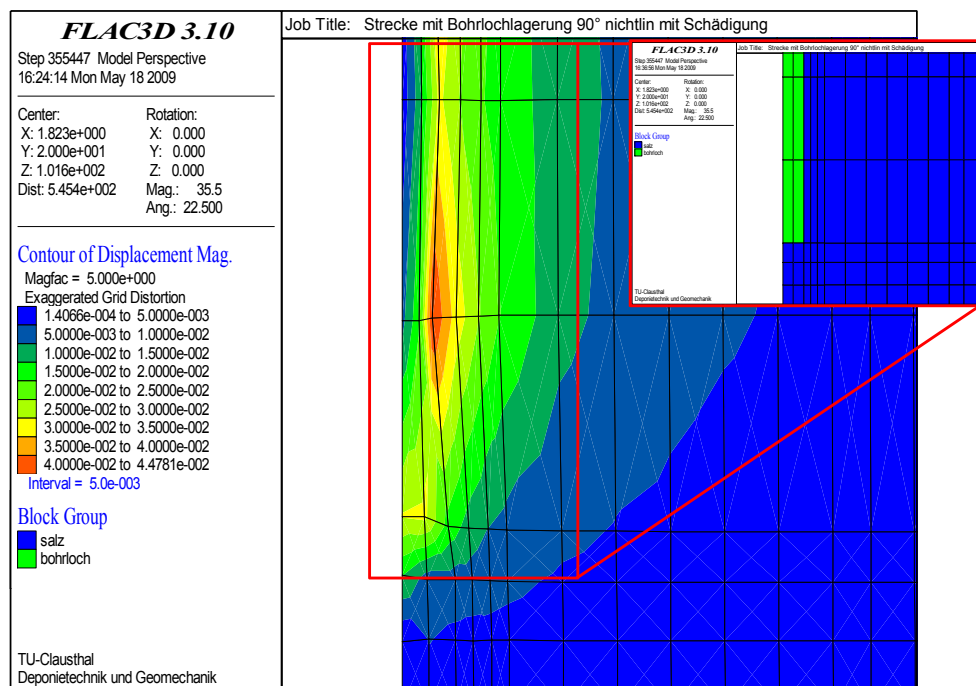 FLAC3D 3.10
Step 355447 Model Perspective
16:24:14 Mon May 18 2009
Center:
X: 1.823e+000
Y: 2.000e+001
Z: 1.016e+002
Dist: 5.454e+002
Rotation:
X: 0.000
Y: 0.000
Z: 0.000
Mag.: 35.5
Ang.: 22.500
Contour of Displacement Mag.
Magfac = 5.000e+000
Exaggerated Grid Distortion
1.4066e-004 to 5.0000e-003
5.0000e-003 to 1.0000e-002
1.0000e-002 to 1.5000e-002
1.5000e-002 to 2.0000e-002
2.0000e-002 to 2.5000e-002
2.5000e-002 to 3.0000e-002
3.0000e-002 to 3.5000e-002
3.5000e-002 to 4.0000e-002
4.0000e-002 to 4.4781e-002
Interval = 5.0e-003
Block Group
salz
bohrloch
TU-Clausthal
Deponietechnik und Geomechanik
Job Title: Strecke mit Bohrlochlagerung 90° nichtlin mit Schädigung
FLAC3D 3.10
Step 355447 Model Perspective
16:36:56 Mon May 18 2009
Center:
X: 1.823e+000
Y: 2.000e+001
Z: 1.016e+002
Dist: 5.454e+002
Rotation:
X: 0.000
Y: 0.000
Z: 0.000
Mag.: 35.5
Ang.: 22.500
Block Group
salz
bohrloch
TU-Clausthal
Deponietechnik und Geomechanik
Job Title: Strecke mit Bohrlochlagerung 90° nichtlin mit Schädigung